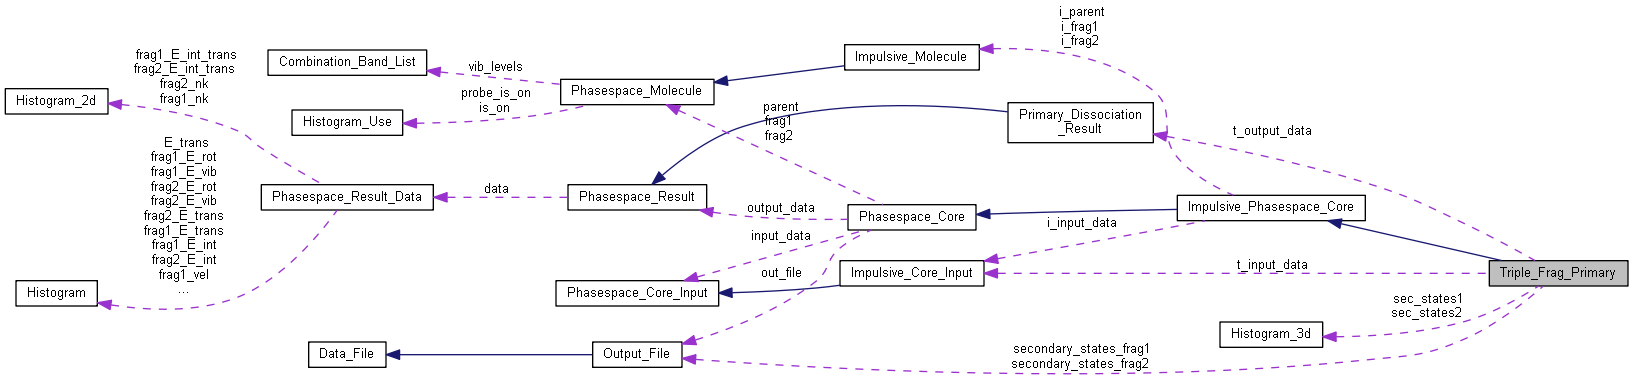 frag1_E_int_trans
frag2_E_int_trans
frag2_nk
frag1_nk
Histogram_2d
E_trans
frag1_E_rot
frag1_E_vib
frag2_E_rot
frag2_E_vib
frag2_E_trans
frag1_E_trans
frag1_E_int
frag2_E_int
frag1_vel
...
Histogram
Combination_Band_List
Histogram_Use
Phasespace_Result_Data
Data_File
vib_levels
probe_is_on
is_on
data
Phasespace_Molecule
Phasespace_Result
Phasespace_Core_Input
Output_File
parent
frag1
frag2
output_data
input_data
out_file
Impulsive_Molecule
Phasespace_Core
Impulsive_Core_Input
i_parent
i_frag1
i_frag2
Primary_Dissociation
_Result
i_input_data
secondary_states_frag1
secondary_states_frag2
Impulsive_Phasespace_Core
t_output_data
t_input_data
Histogram_3d
sec_states1
sec_states2
Triple_Frag_Primary